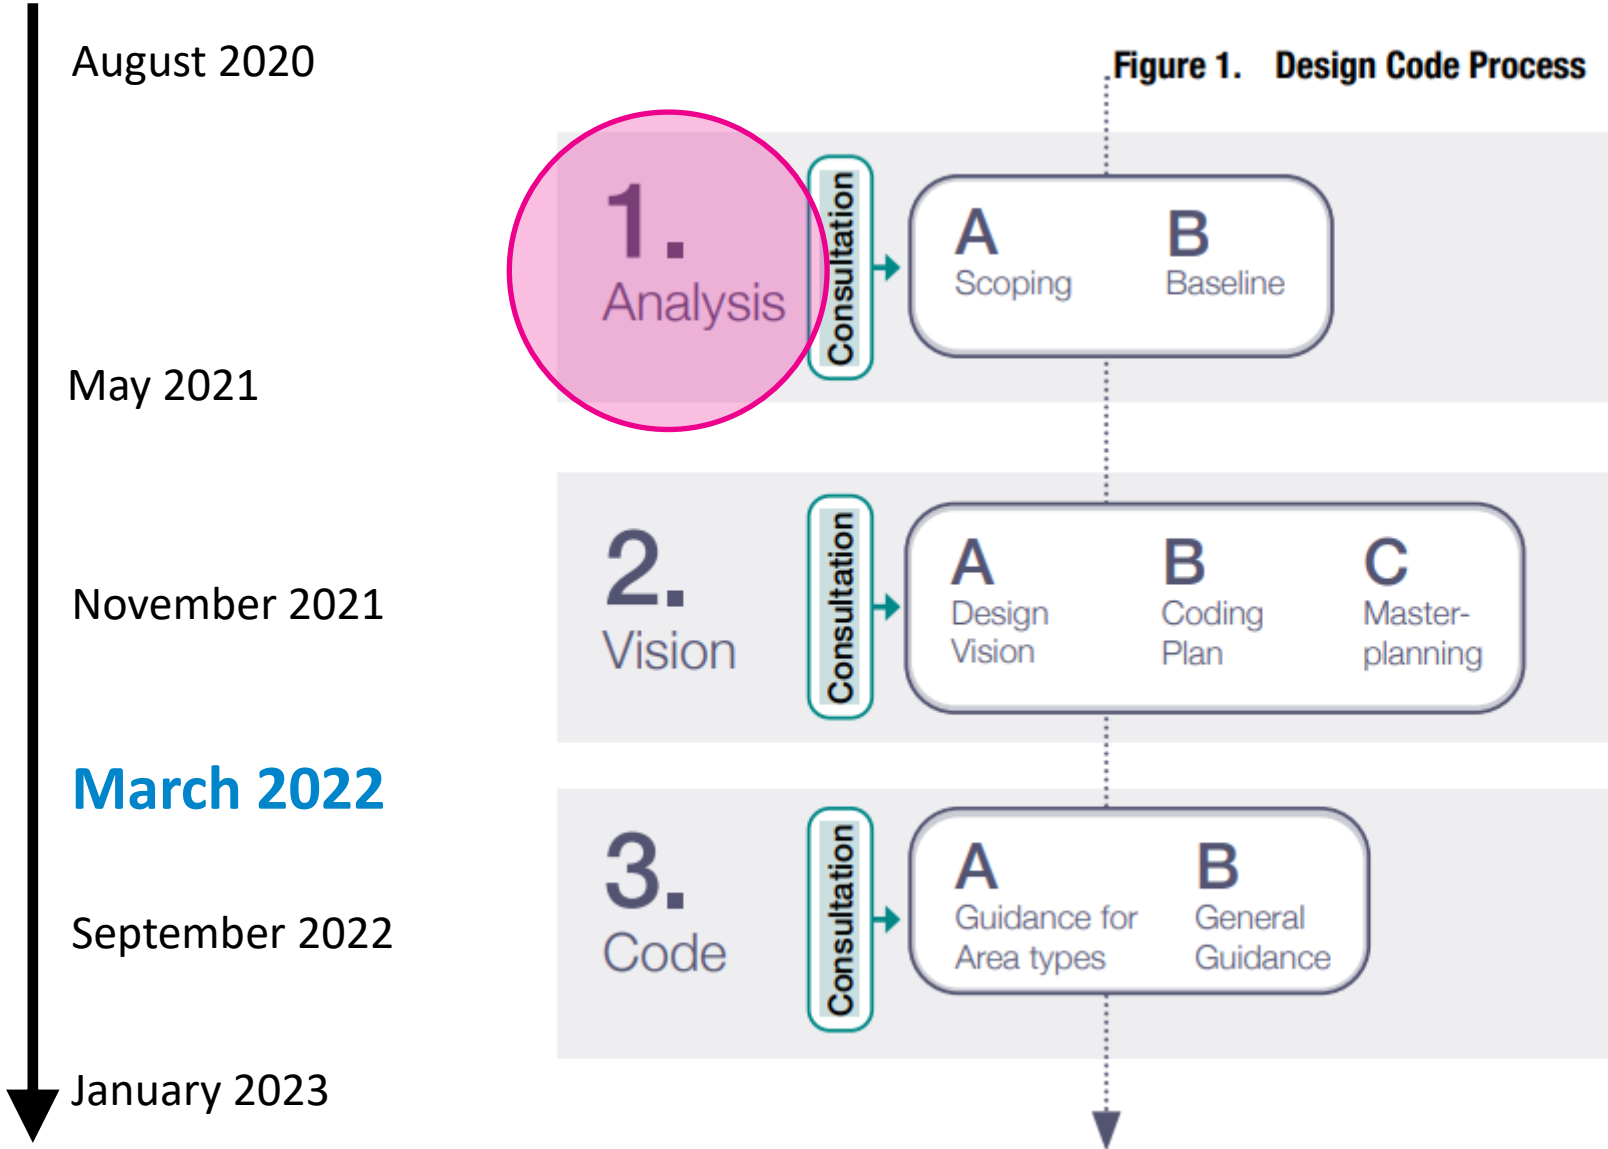 August 2020
Figure 1. Design Code Process
1.
Analysis
Consultation
A
Scoping
B
Baseline
May 2021
2.
Vision
Consultation
A
Design
Vision
B
Coding
Plan
C
Master-
planning
November 2021
March 2022
3.
Code
Consultation
A
Guidance for
Area types
B
General
Guidance
September 2022
January 2023